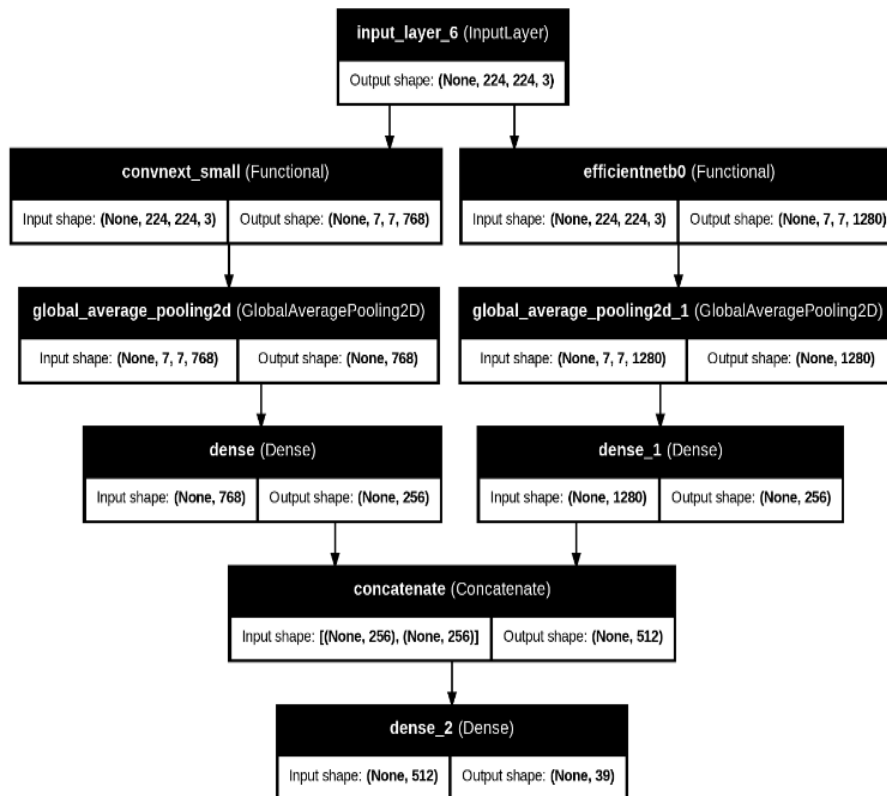 input_layer_6 (InputLayer)
Output shape: (None, 224, 224, 3)
convnext_small (Functional)
Input shape: (None, 224, 224, 3)
Output shape: (None, 7, 7, 768)
efficientnetb0 (Functional)
Input shape: (None, 224, 224, 3)
Output shape: (None, 7, 7, 1280)
global_average_pooling2d (GlobalAveragePooling2D)
Input shape: (None, 7, 7, 768)
Output shape: (None, 768)
global_average_pooling2d_1 (GlobalAveragePooling2D)
Input shape: (None, 7, 7, 1280)
Output shape: (None, 1280)
dense (Dense)
Input shape: (None, 768)
Output shape: (None, 256)
dense_1 (Dense)
Input shape: (None, 1280)
Output shape: (None, 256)
concatenate (Concatenate)
Input shape: [(None, 256), (None, 256)]
Output shape: (None, 512)
dense_2 (Dense)
Input shape: (None, 512)
Output shape: (None, 39)